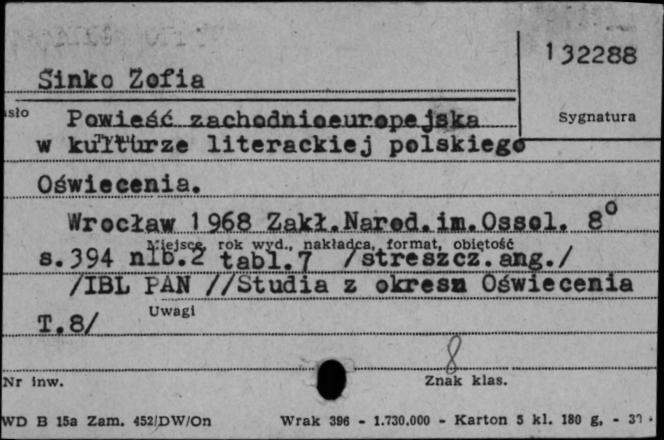 132288
Sinko Zofia
Sygnatura
Powieść zachodnioeuropejska
w kulturze literackiej polskiego
Oświecenia.
Wrocław 1968 Zakł.Narod.im.Ossol. 8°
Miejsce, rok wyd., nakładca, format, objętość
s.394 nlb.2 tabl.7 /streszcz.ang./
/IBL PAN //Studia z okresu Oświecenia
Uwagi
T.8/
8
Nr inw.
Znak klas.
WD B 15a Zam. 452/DW/On Wrak 396 - 1.730.000 - Karton 5 kl. 180 g. -